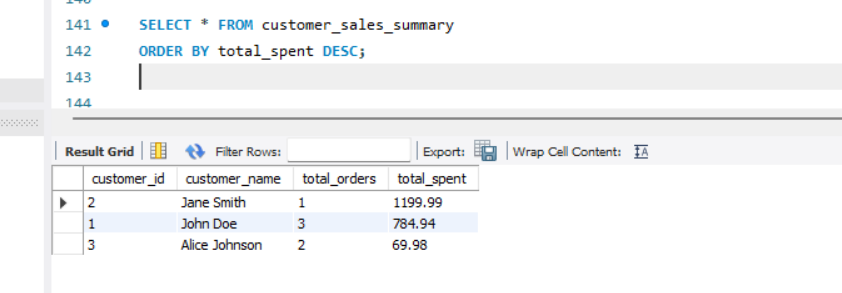 140
141 SELECT * FROM customer_sales_summary
142 ORDER BY total_spent DESC;
143
144
Result Grid Filter Rows: Export: Wrap Cell Content: IA
customer_id customer_name total_orders total_spent
2 Jane Smith 1 1199.99
1 John Doe 3 784.94
3 Alice Johnson 2 69.98